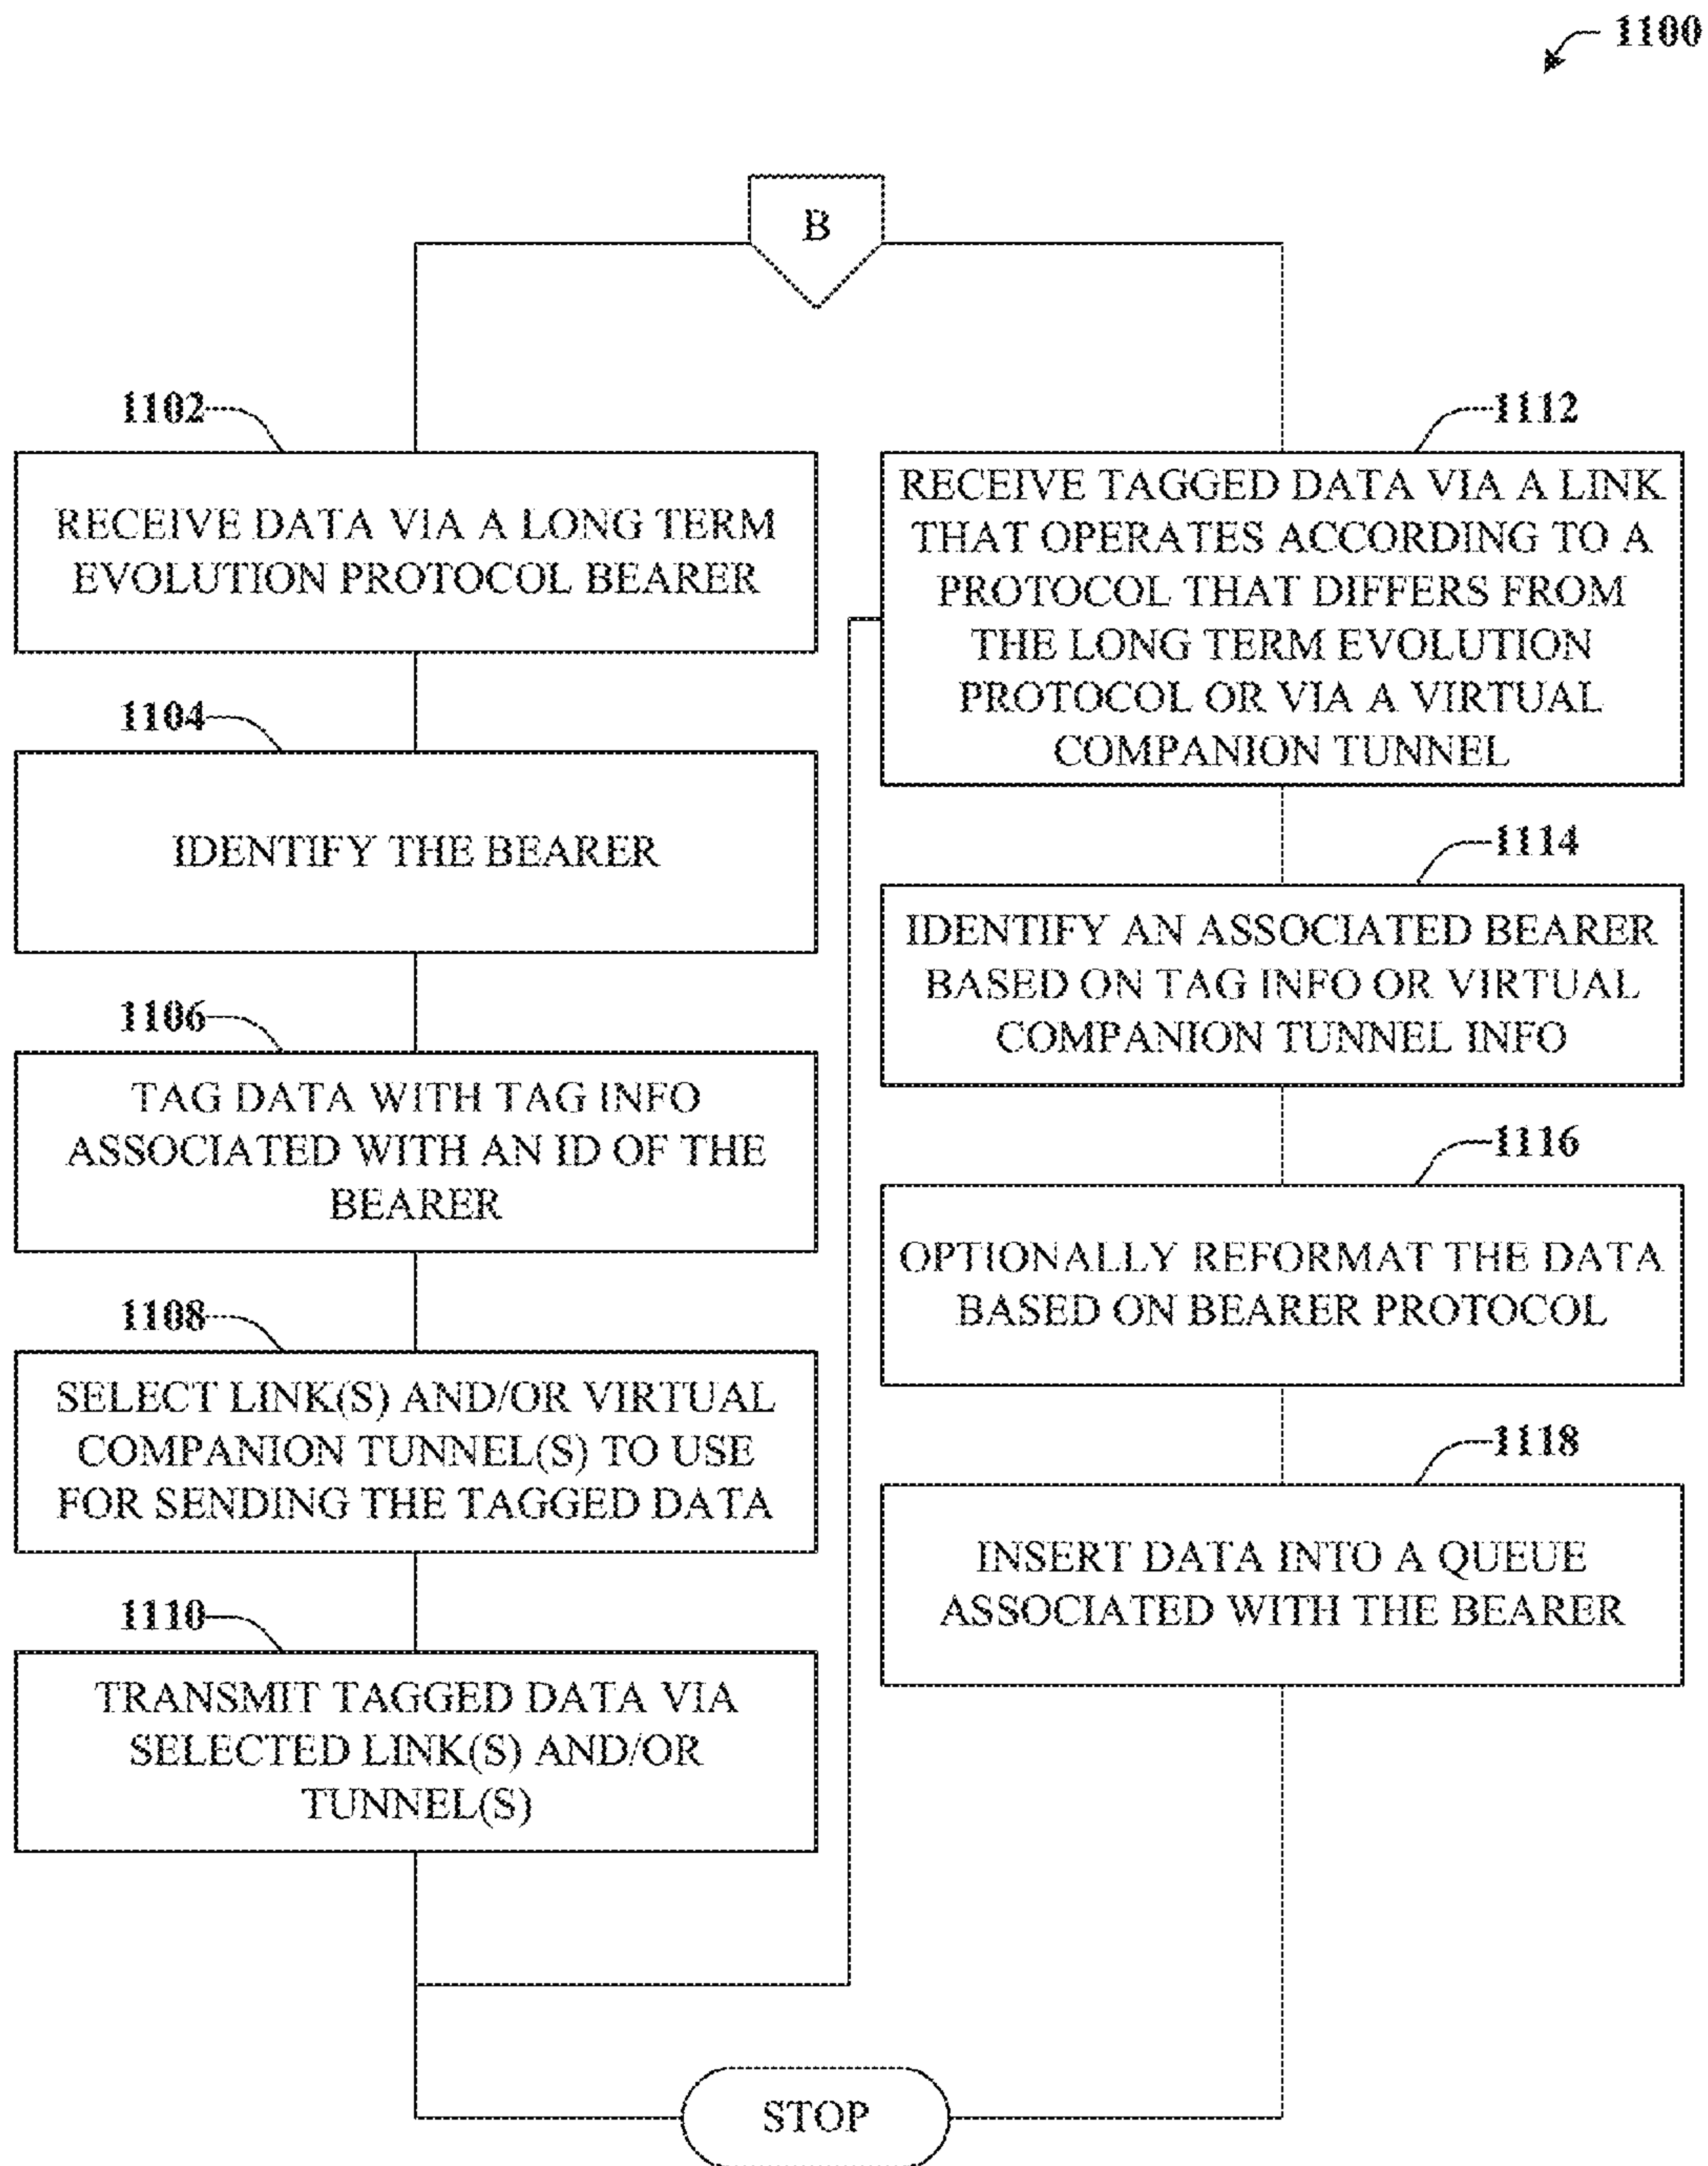 1100
B
1102
RECEIVE DATA VIA A LONG TERM
EVOLUTION PROTOCOL BEARER
1104
IDENTIFY THE BEARER
1106
TAG DATA WITH TAG INFO
ASSOCIATED WITH AN ID OF THE
BEARER
1108
SELECT LINK(S) AND/OR VIRTUAL
COMPANION TUNNEL(S) TO USE
FOR SENDING THE TAGGED DATA
1110
TRANSMIT TAGGED DATA VIA
SELECTED LINK(S) AND/OR
TUNNEL(S)
1112
RECEIVE TAGGED DATA VIA A LINK
THAT OPERATES ACCORDING TO A
PROTOCOL THAT DIFFERS FROM
THE LONG TERM EVOLUTION
PROTOCOL OR VIA A VIRTUAL
COMPANION TUNNEL
1114
IDENTIFY AN ASSOCIATED BEARER
BASED ON TAG INFO OR VIRTUAL
COMPANION TUNNEL INFO
1116
OPTIONALLY REFORMAT THE DATA
BASED ON BEARER PROTOCOL
1118
INSERT DATA INTO A QUEUE
ASSOCIATED WITH THE BEARER
STOP